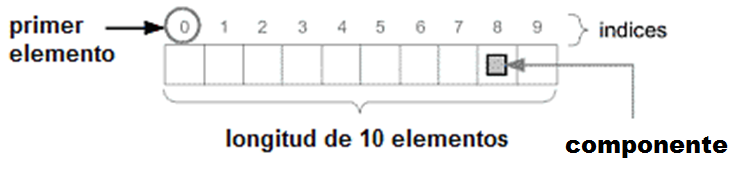 primer
elemento
0 1 2 3 4 5 6 7 8 9
indices
longitud de 10 elementos
componente